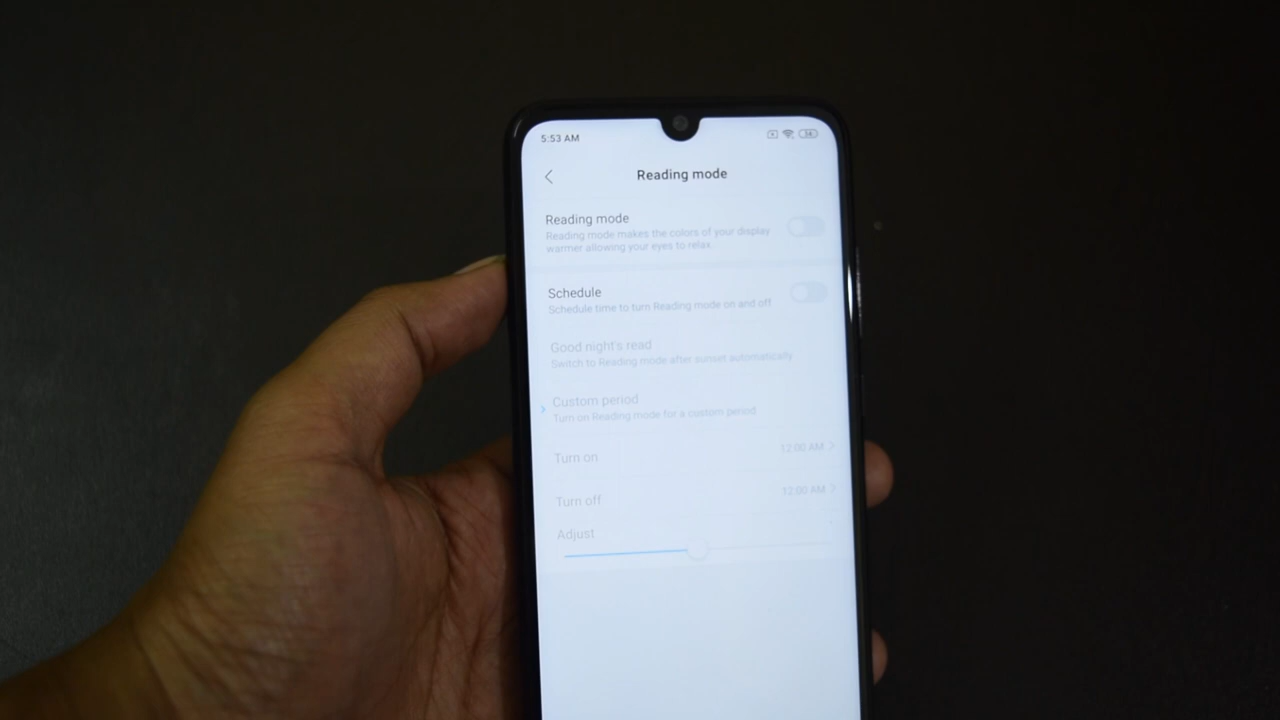 5:53 AM
Reading mode
Reading mode
Reading mode makes the colors of your display
warmer allowing your eyes to relax.
Schedule
Schedule time to turn Reading mode on and off
Good night's read
Switch to Reading mode after sunset automatically
Custom period
Turn on Reading mode for a custom period
Turn on
12:00 AM
Turn off
12:00 AM
Adjust